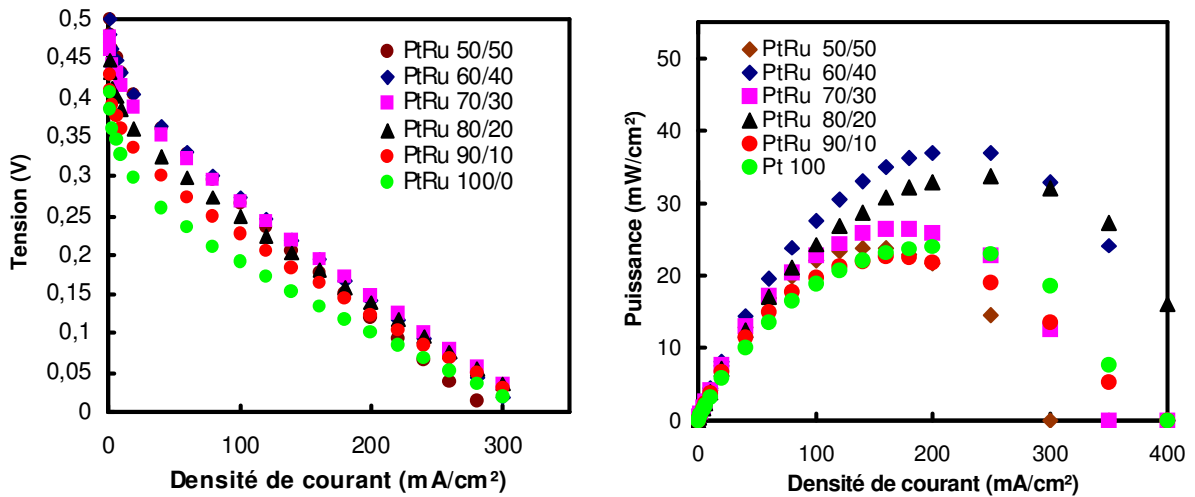 0,5
0,45
0,4
0,35
0,3
0,25
0,2
0,15
0,1
0,05
0
Tension (V)
PtRu 50/50
PtRu 60/40
PtRu 70/30
PtRu 80/20
PtRu 90/10
PtRu 100/0
0 100 200 300
Densité de courant (mA/cm²)
50
40
30
20
10
0
Puissance (mW/cm²)
PtRu 50/50
PtRu 60/40
PtRu 70/30
PtRu 80/20
PtRu 90/10
Pt 100
0 100 200 300 400
Densité de courant (mA/cm²)